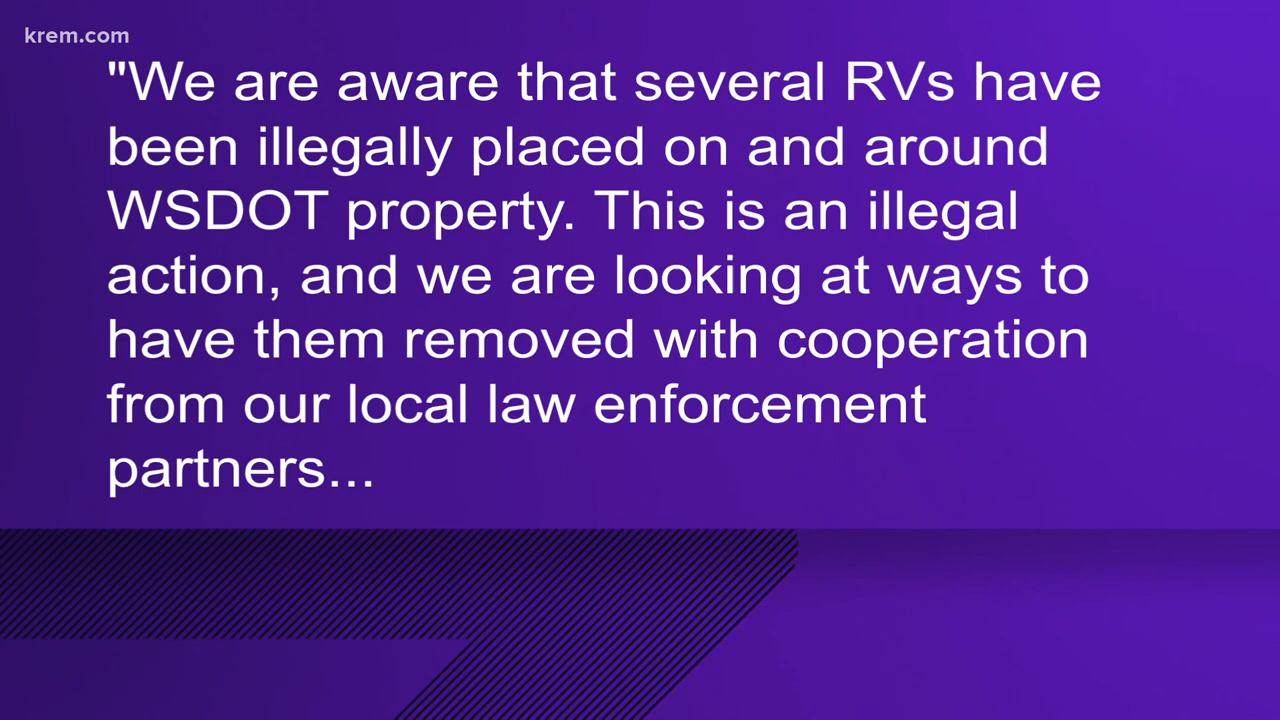 krem.com
"We are aware that several RVs have
been illegally placed on and around
WSDOT property. This is an illegal
action, and we are looking at ways to
have them removed with cooperation
from our local law enforcement
partners...